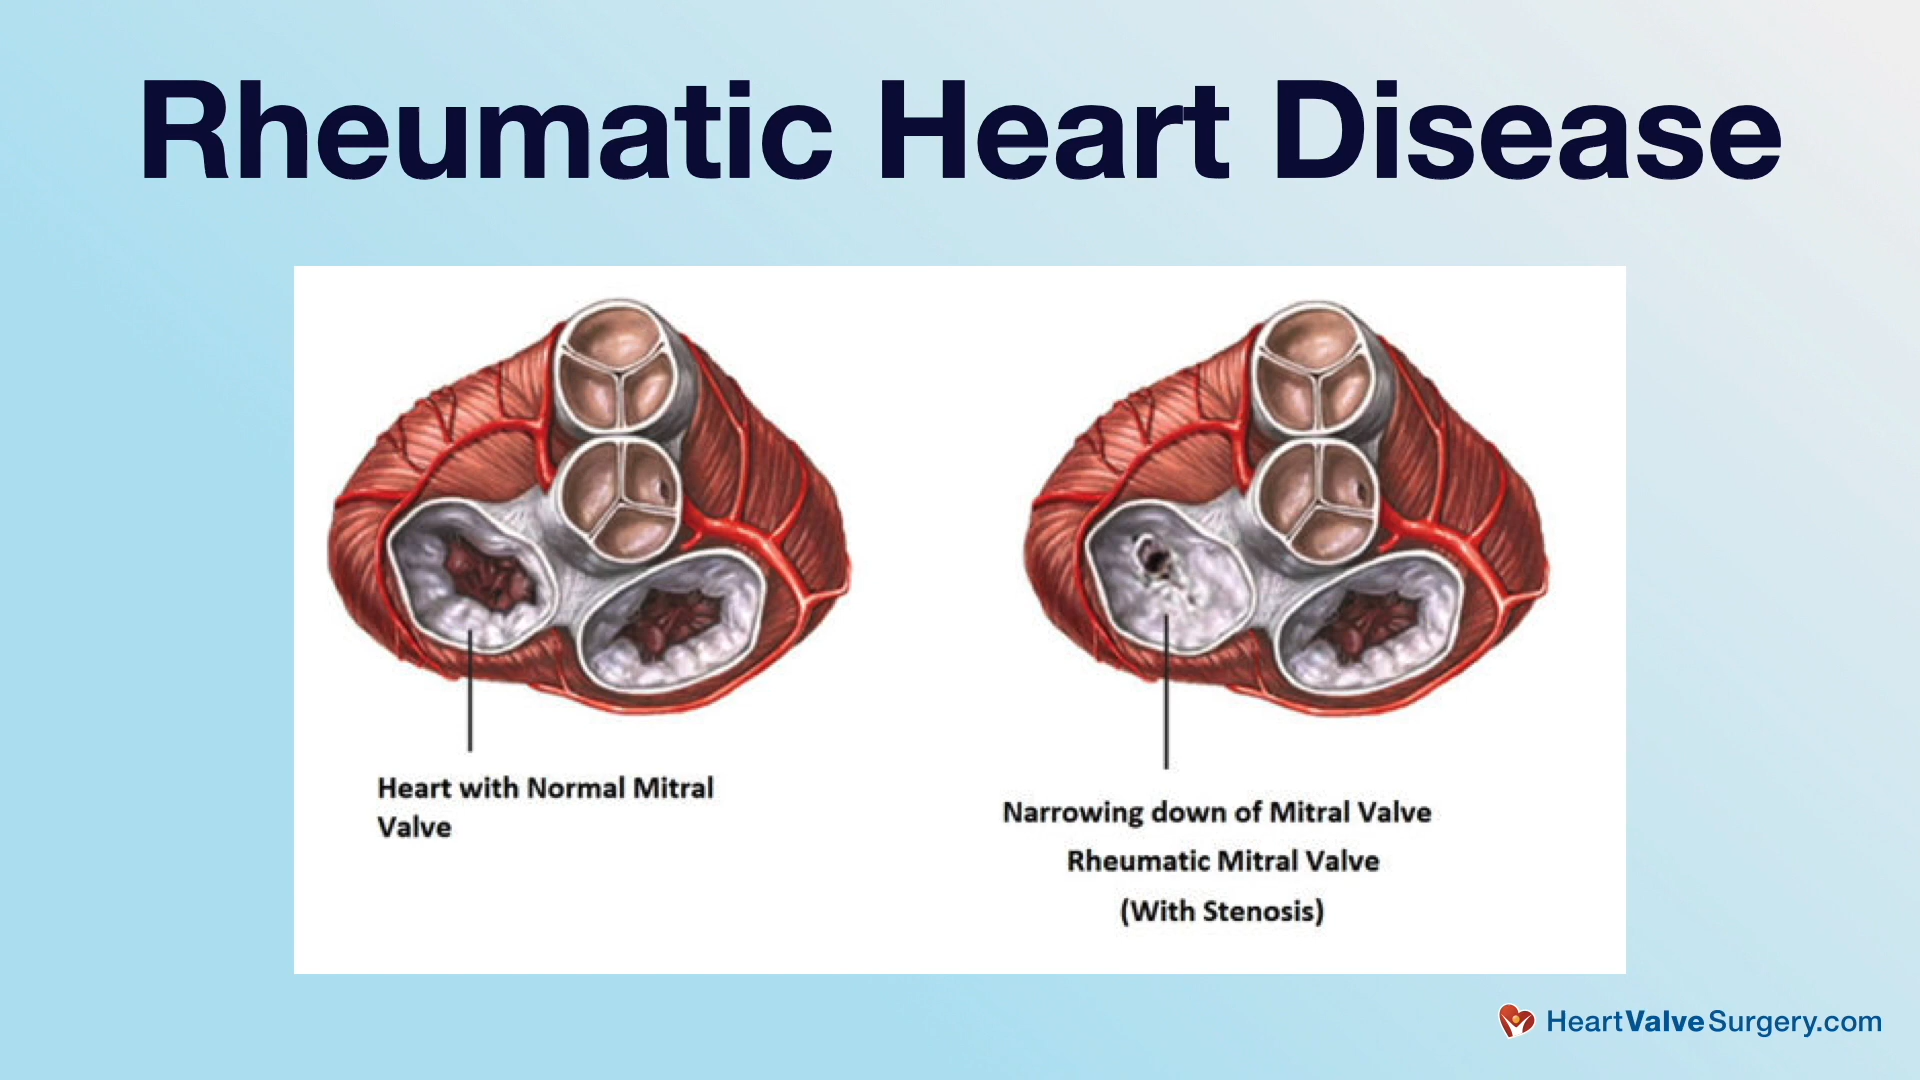 Rheumatic Heart Disease
Heart with Normal Mitral
Valve
Narrowing down of Mitral Valve
Rheumatic Mitral Valve
(With Stenosis)
HeartValveSurgery.com